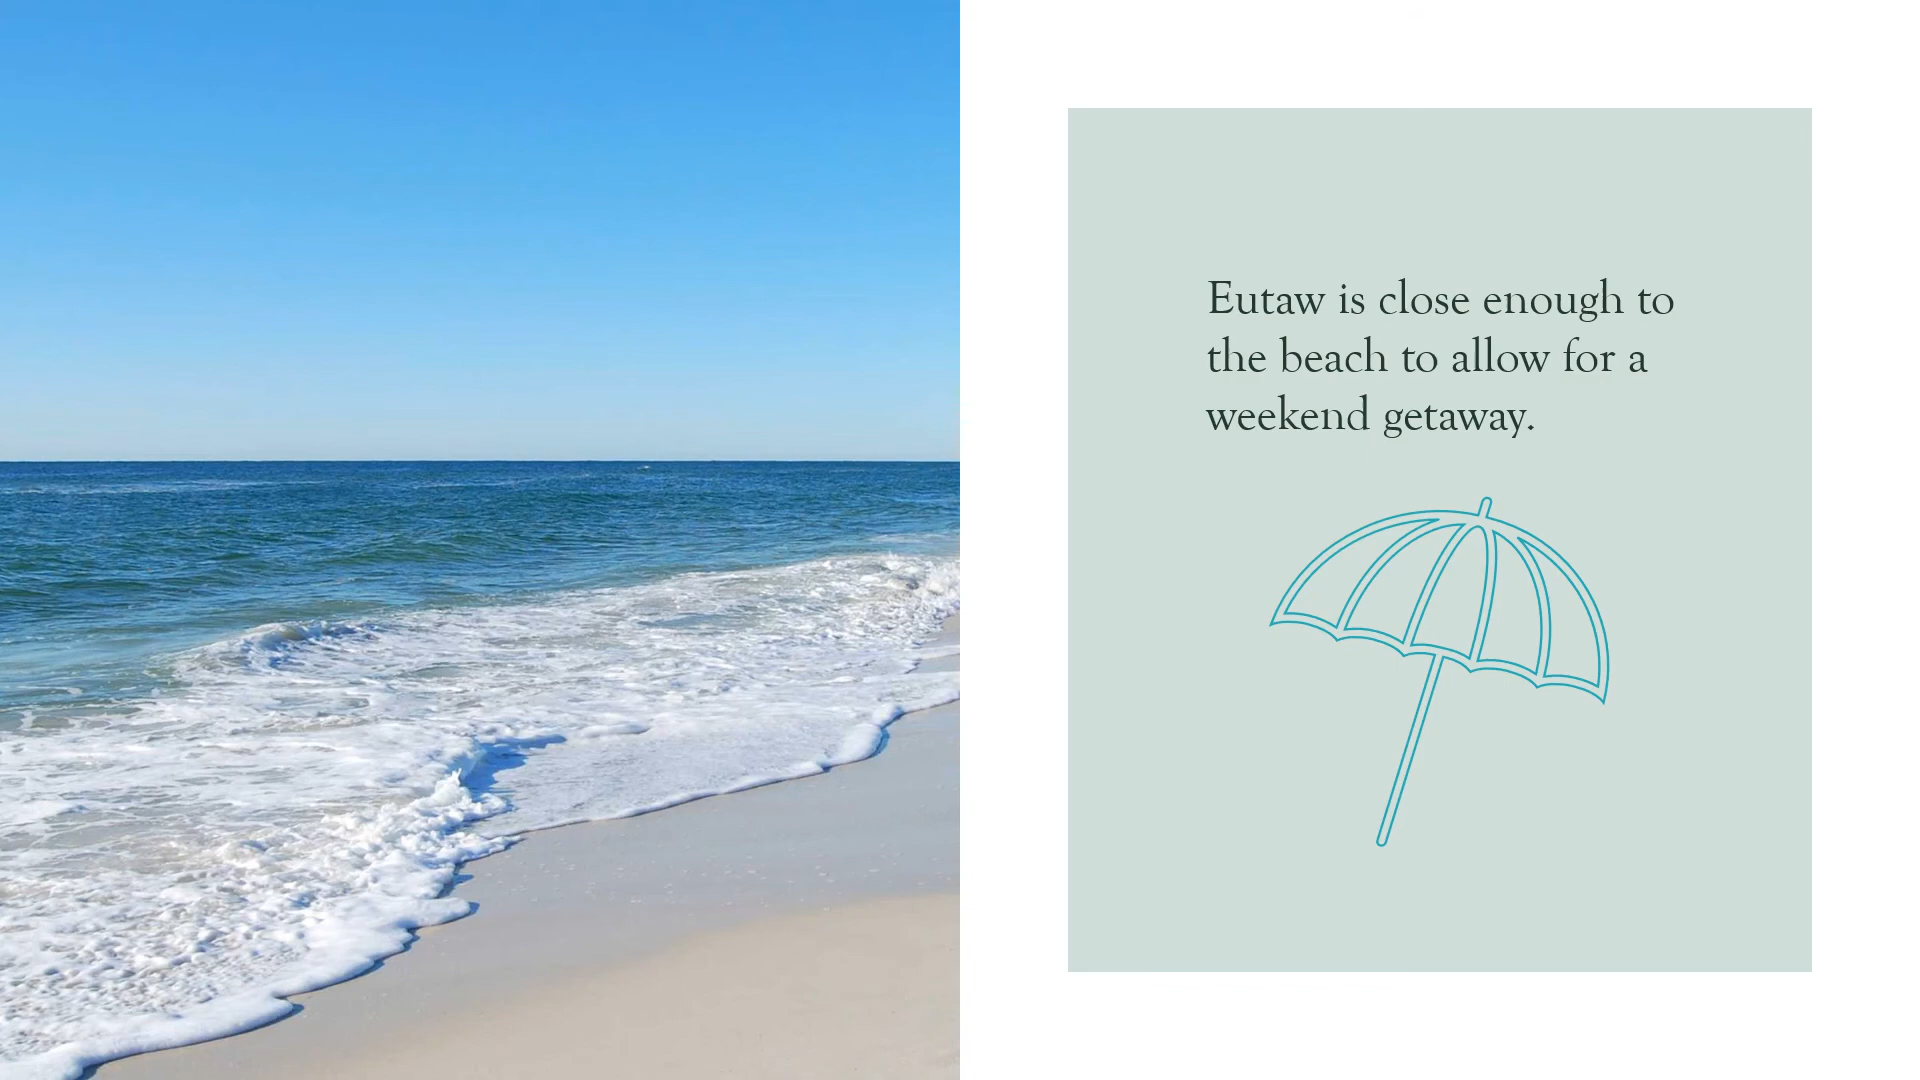 Eutaw is close enough to
the beach to allow for a
weekend getaway.